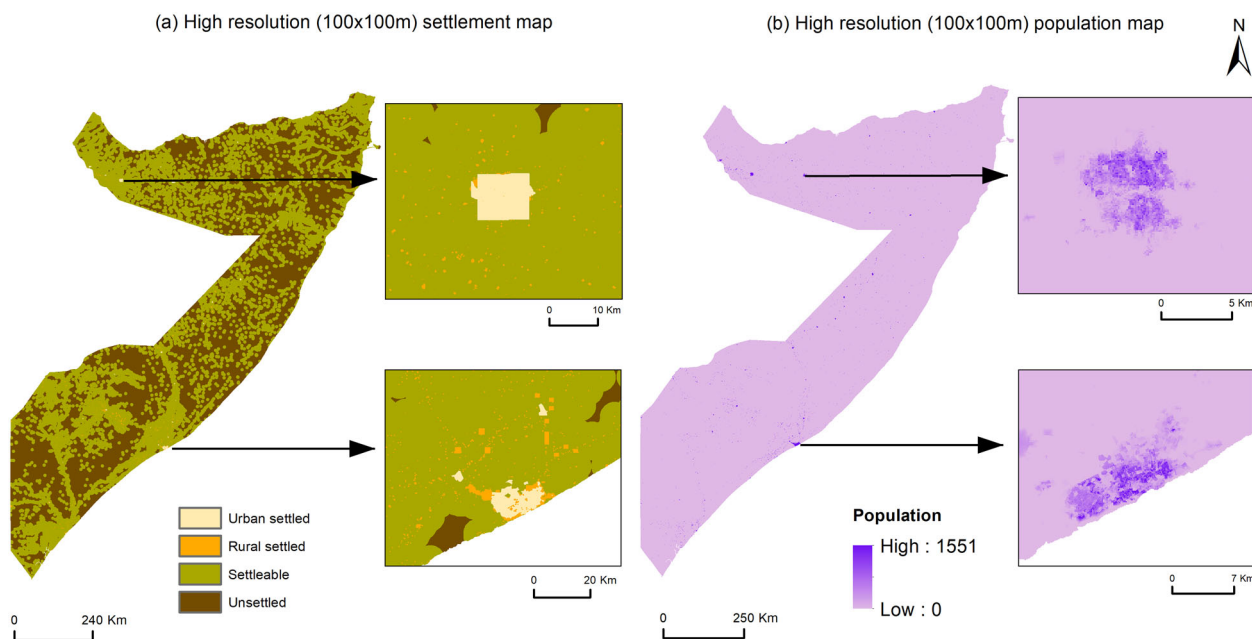 (a) High resolution (100x100m) settlement map
(b) High resolution (100x100m) population map
N
0 10 Km
0 5 Km
Urban settled
Rural settled
Settleable
Unsettled
0 20 Km
0 240 Km
Population
High : 1551
Low : 0
0 7 Km
0 250 Km